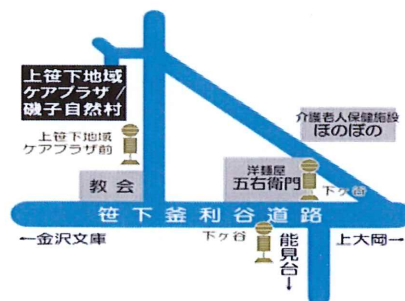 上笹下地域
ケアプラザ/
磯子自然村
上笹下地域
ケアプラザ前
介護老人保健施設
ほのぼの
洋麺屋
五右衛門
下ヶ谷
教会
笹下釜利谷道路
←金沢文庫
下ヶ谷
能見台→
上大岡→